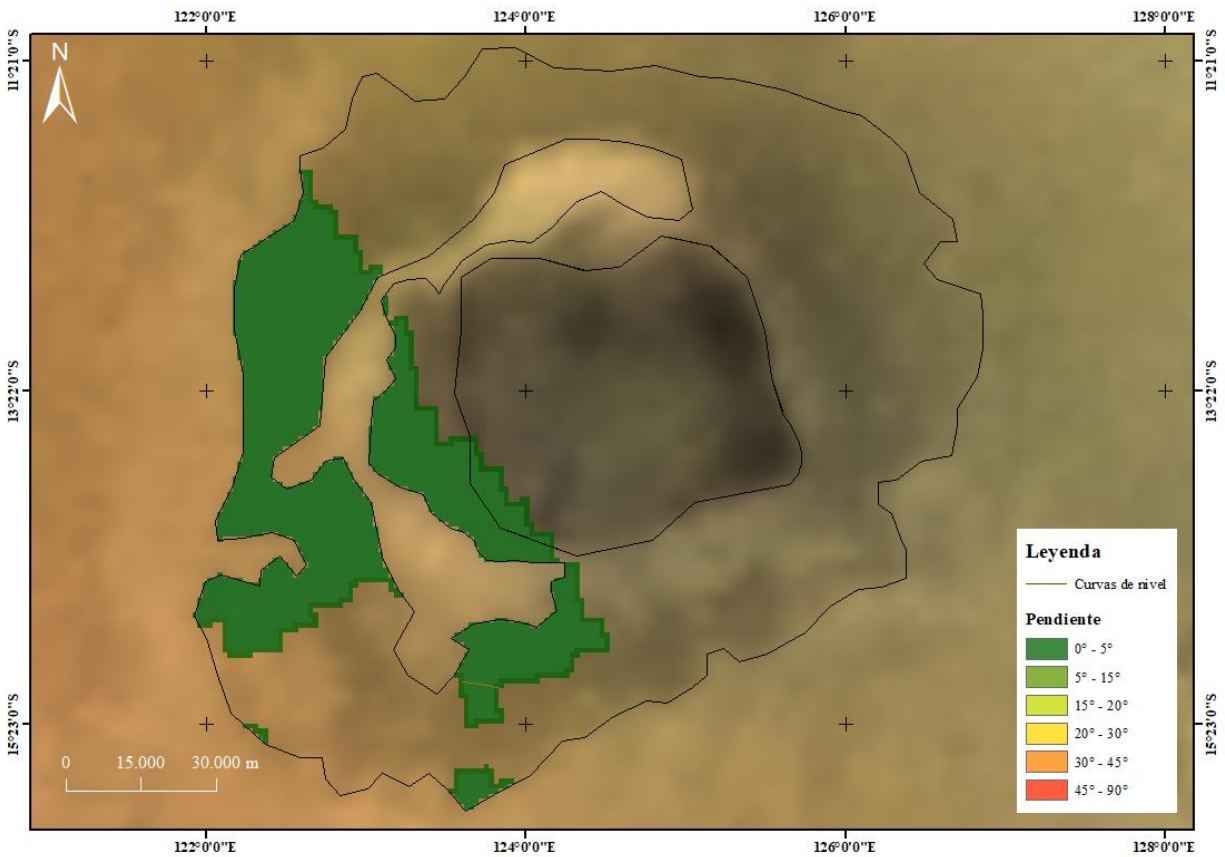 122°0'0"E 124°0'0"E 126°0'0"E 128°0'0"E
11°21'0"S 11°21'0"S
N
13°22'0"S 13°22'0"S
15°23'0"S 15°23'0"S
0 15.000 30.000 m
Leyenda
Curvas de nivel
Pendiente
0° - 5°
5° - 15°
15° - 20°
20° - 30°
30° - 45°
45° - 90°
122°0'0"E 124°0'0"E 126°0'0"E 128°0'0"E